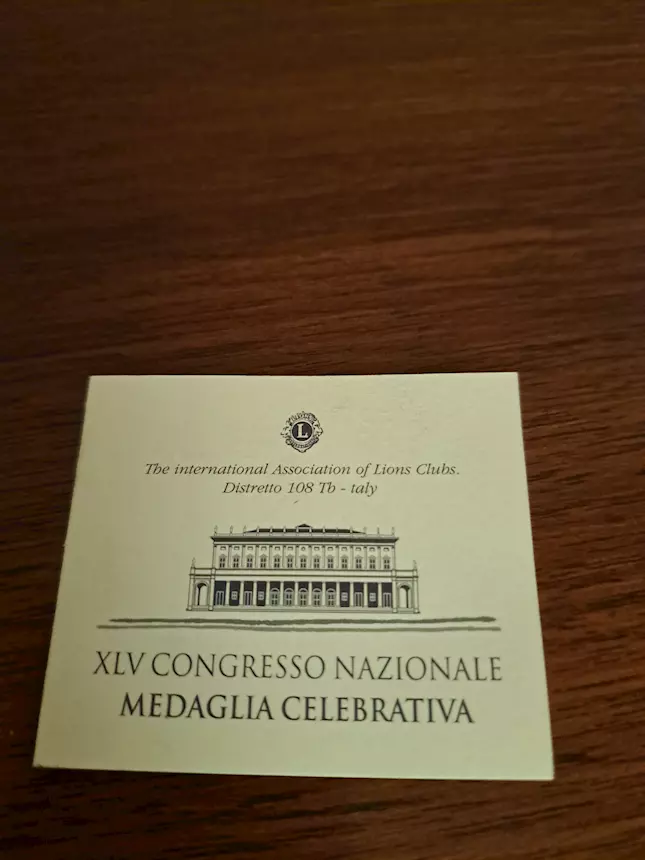 L
The international Association of Lions Clubs.
Distretto 108 Tb - taly
XLV CONGRESSO NAZIONALE
MEDAGLIA CELEBRATIVA